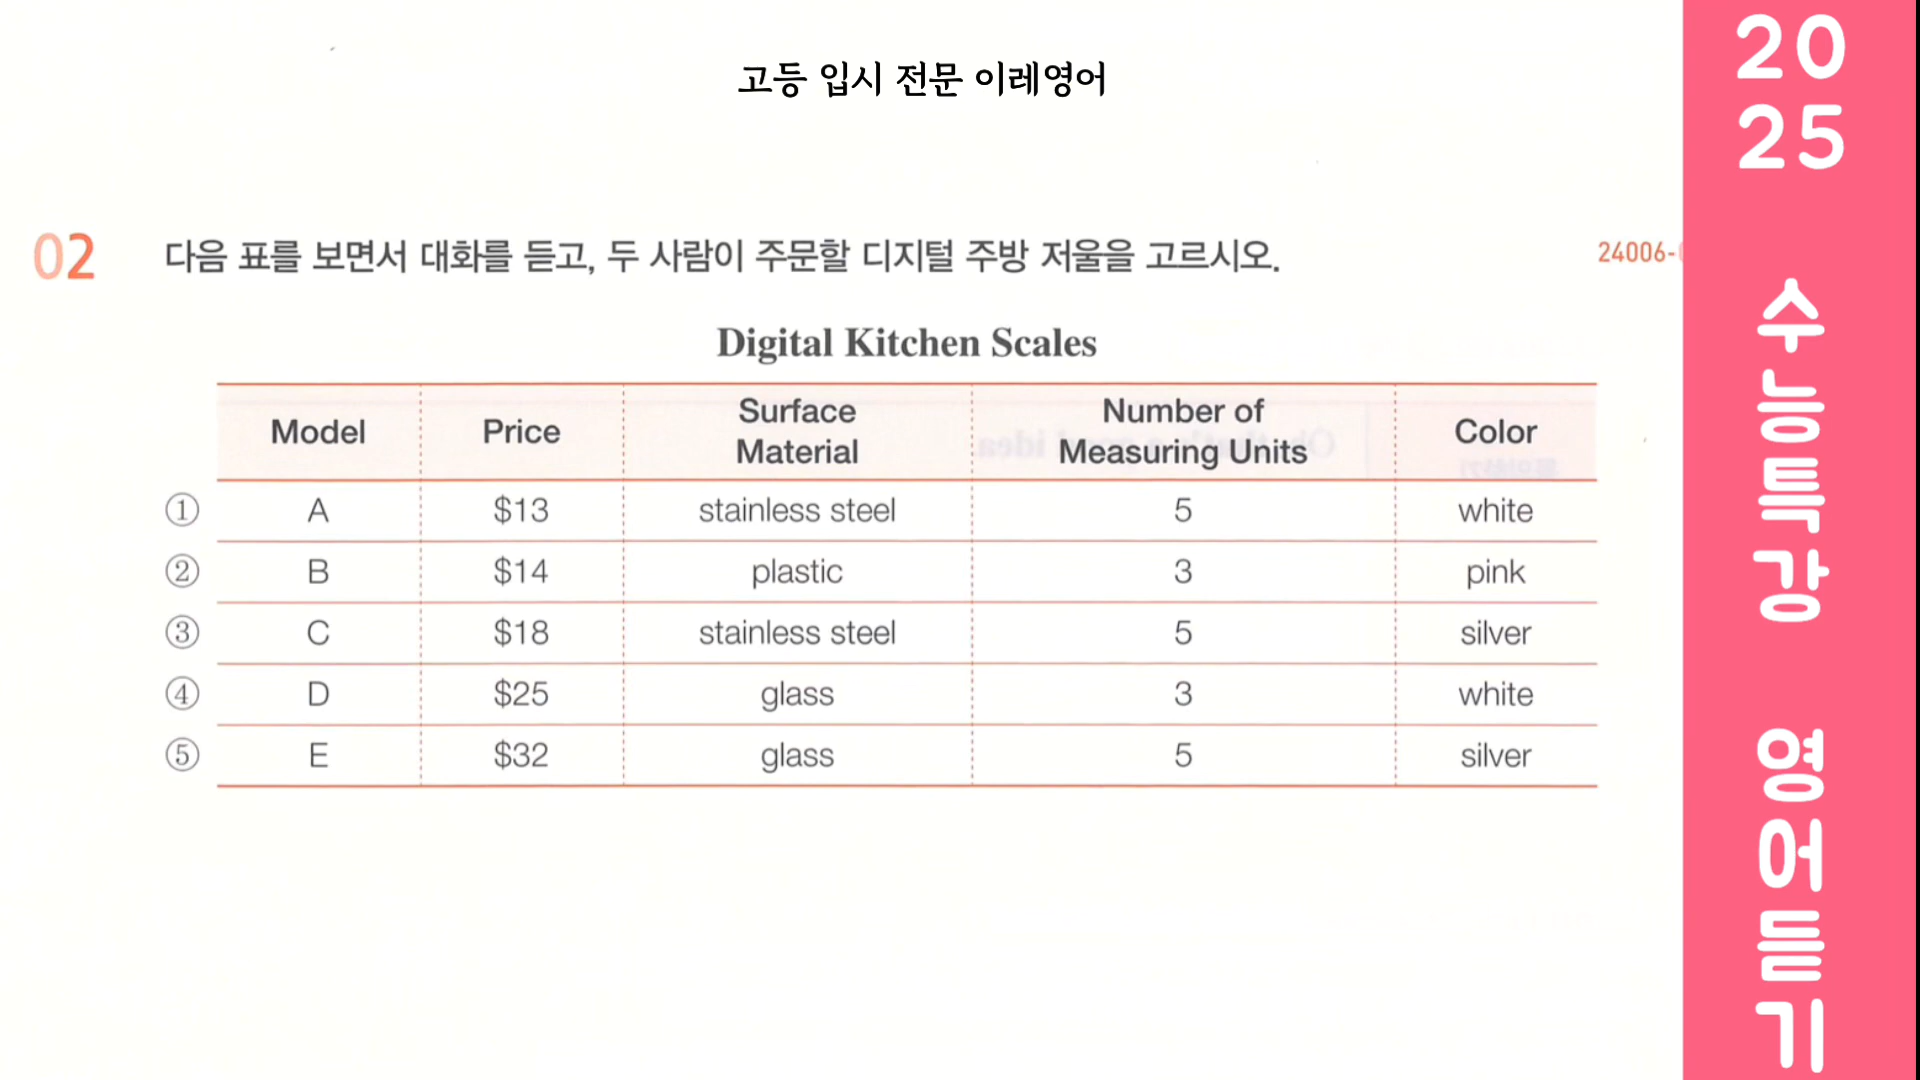 고등 입시 전문 이레영어
02 다음 표를 보면서 대화를 듣고, 두 사람이 주문할 디지털 주방 저울을 고르시오. 24006-
Digital Kitchen Scales
Model Price Surface Material Number of Measuring Units Color
① A $13 stainless steel 5 white
② B $14 plastic 3 pink
③ C $18 stainless steel 5 silver
④ D $25 glass 3 white
⑤ E $32 glass 5 silver
20
25
수능특강 영어듣기